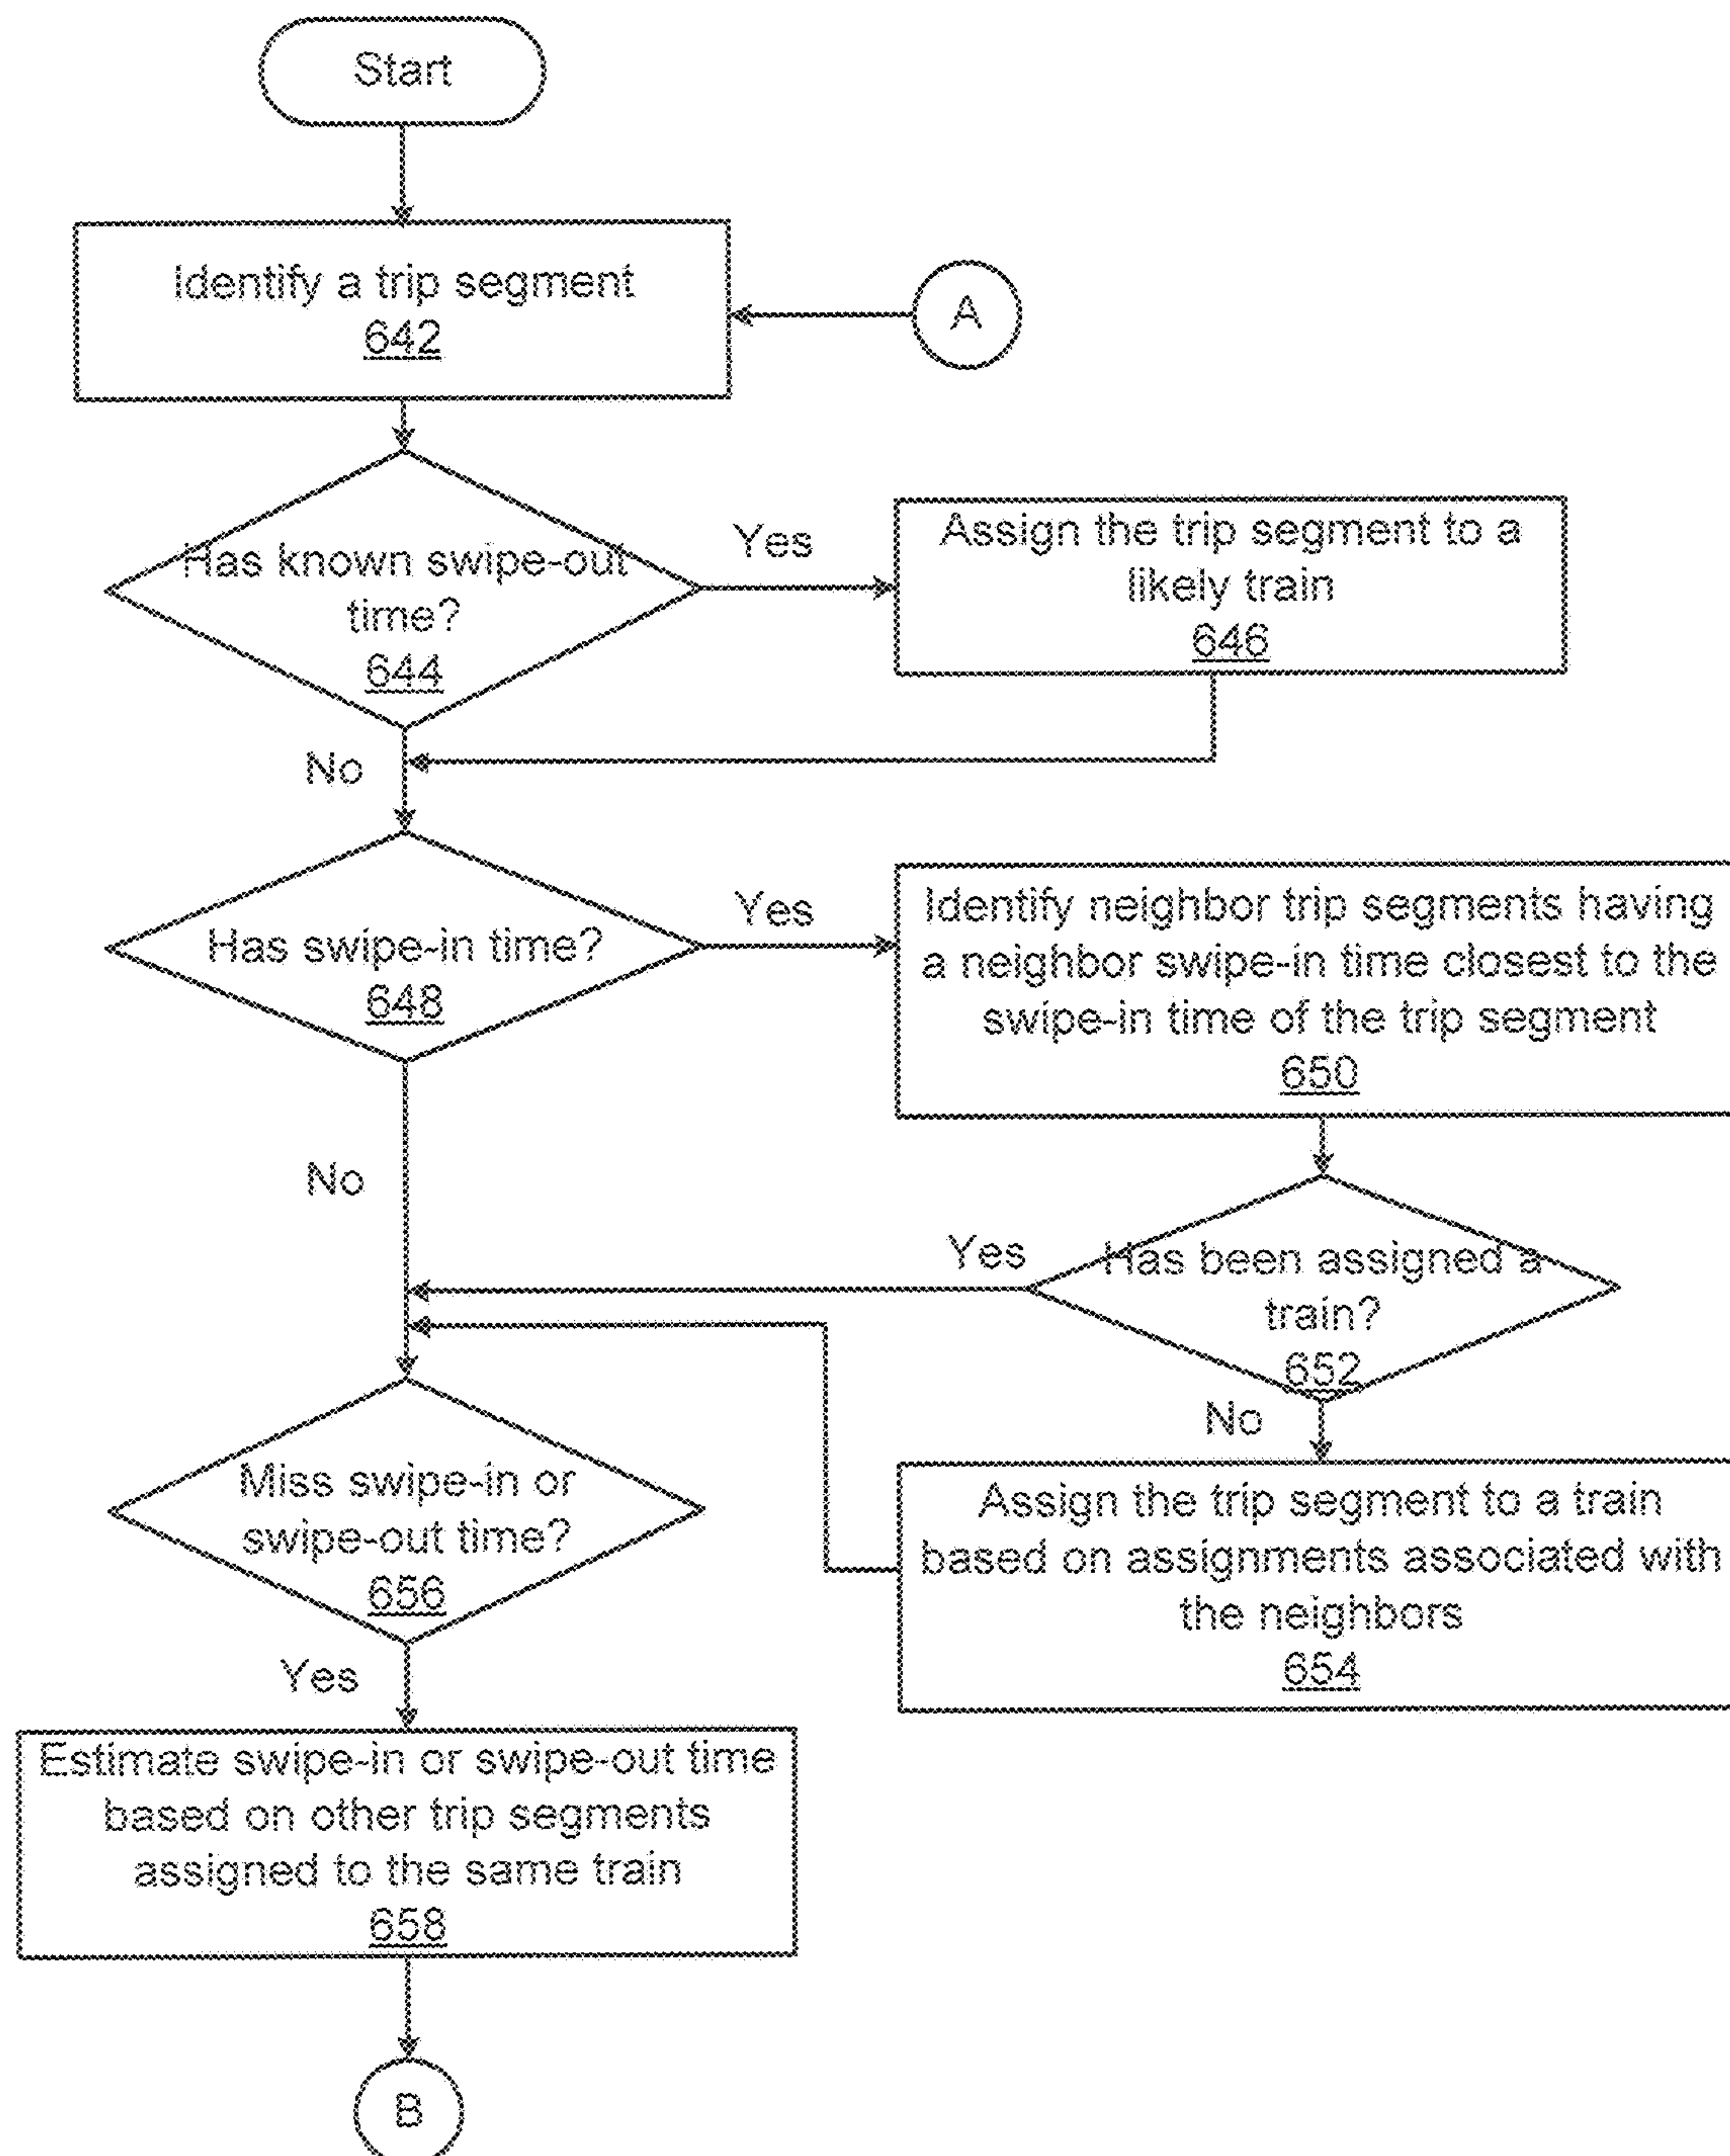 Start
Identify a trip segment
642
A
Has known swipe-out
time?
644
Yes
Assign the trip segment to a
likely train
646
No
Has swipe-in time?
648
Yes
Identify neighbor trip segments having
a neighbor swipe-in time closest to the
swipe-in time of the trip segment
650
No
Yes
Has been assigned a
train?
652
No
Miss swipe-in or
swipe-out time?
656
Assign the trip segment to a train
based on assignments associated with
the neighbors
654
Yes
Estimate swipe-in or swipe-out time
based on other trip segments
assigned to the same train
658
B